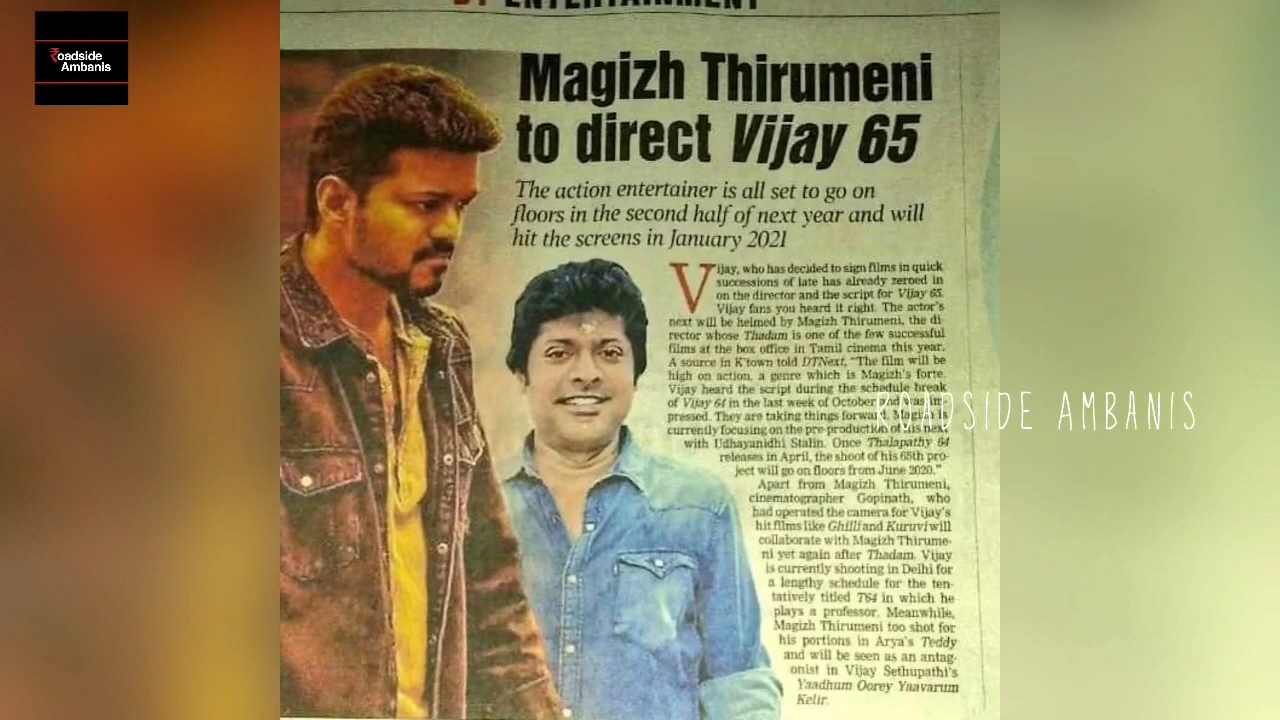 ₹oadside
Ambanis
DT ENTERTAINMENT
Magizh Thirumeni
to direct Vijay 65
The action entertainer is all set to go on
floors in the second half of next year and will
hit the screens in January 2021
Vijay, who has decided to sign films in quick
successions of late has already zeroed in
on the director and the script for Vijay 65.
Vijay fans you heard it right. The actor's
next will be helmed by Magizh Thirumeni, the di-
rector whose Thadam is one of the few successful
films at the box office in Tamil cinema this year.
A source in K'town told DTNext, "The film will be
high on action, a genre which is Magizh's forte.
Vijay heard the script during the schedule break
of Vijay 64 in the last week of October and was im-
pressed. They are taking things forward. Magizh is
currently focusing on the pre-production of his next
with Udhayanidhi Stalin. Once Thalapathy 64
releases in April, the shoot of his 65th pro-
ject will go on floors from June 2020."
Apart from Magizh Thirumeni,
cinematographer Gopinath, who
had operated the camera for Vijay's
hit films like Ghilli and Kuruvi will
collaborate with Magizh Thirume-
ni yet again after Thadam. Vijay
is currently shooting in Delhi for
a lengthy schedule for the ten-
tatively titled T64 in which he
plays a professor. Meanwhile,
Magizh Thirumeni too shot for
his portions in Arya's Teddy
and will be seen as an antag-
onist in Vijay Sethupathi's
Yaadhum Oorey Yaavarum
Kelir.
ROADSIDE AMBANIS